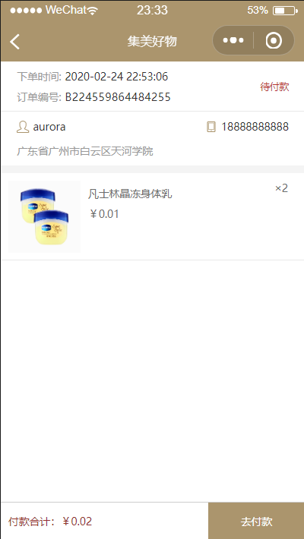 ●●●●● WeChat 23:33 53%
集美好物
下单时间: 2020-02-24 22:53:06
待付款
订单编号: B224559864484255
aurora 18888888888
广东省广州市白云区天河学院
凡士林晶冻身体乳 ×2
￥0.01
付款合计: ￥0.02 去付款